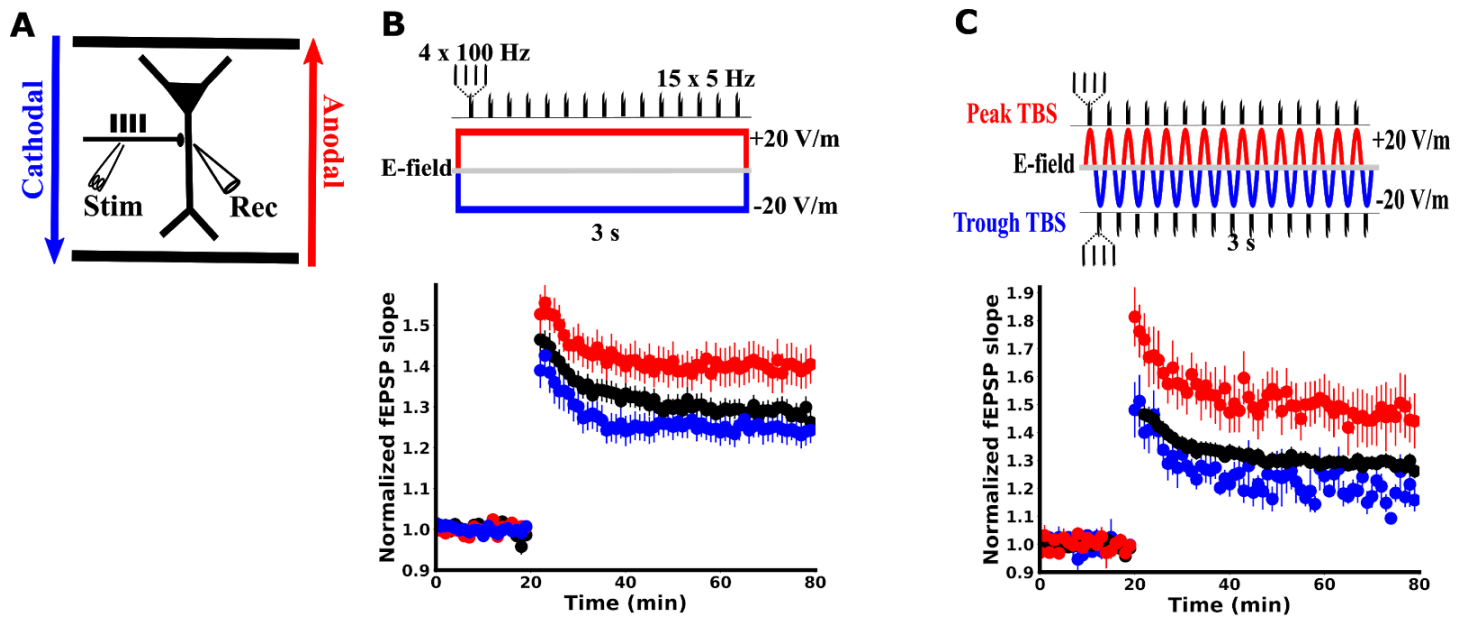 A
Cathodal
Anodal
Stim
Rec
B
4 x 100 Hz
15 x 5 Hz
+20 V/m
E-field
-20 V/m
3 s
Normalized fEPSP slope
1.5
1.4
1.3
1.2
1.0
0.9
0
20
40
60
80
Time (min)
C
Peak TBS
+20 V/m
E-field
-20 V/m
Trough TBS
3 s
Normalized fEPSP slope
1.9
1.8
1.7
1.6
1.5
1.4
1.3
1.2
1.1
1.0
0.9
0
20
40
60
80
Time (min)